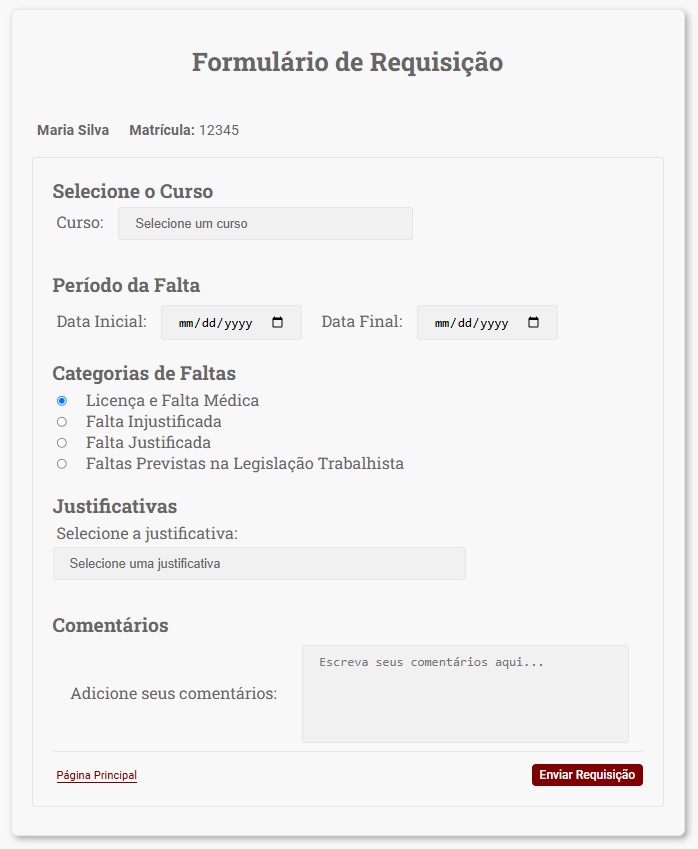 Formulário de Requisição
Maria Silva Matrícula: 12345
Selecione o Curso
Curso: Selecione um curso
Período da Falta
Data Inicial: mm/dd/yyyy Data Final: mm/dd/yyyy
Categorias de Faltas
Licença e Falta Médica
Falta Injustificada
Falta Justificada
Faltas Previstas na Legislação Trabalhista
Justificativas
Selecione a justificativa:
Selecione uma justificativa
Comentários
Escreva seus comentários aqui...
Adicione seus comentários:
Página Principal Enviar Requisição